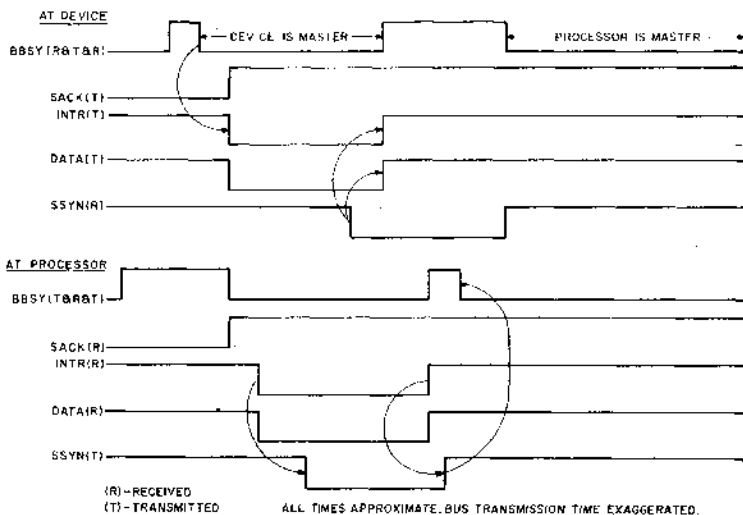 AT DEVICE
DEVICE IS MASTER
PROCESSOR IS MASTER
BBSY(R&T&R)
SACK(T)
INTR(T)
DATA(T)
SSYN(R)
AT PROCESSOR
BBSY(T&R&T)
SACK(R)
INTR(R)
DATA(R)
SSYN(T)
(R)-RECEIVED
(T)-TRANSMITTED
ALL TIMES APPROXIMATE.BUS TRANSMISSION TIME EXAGGERATED.